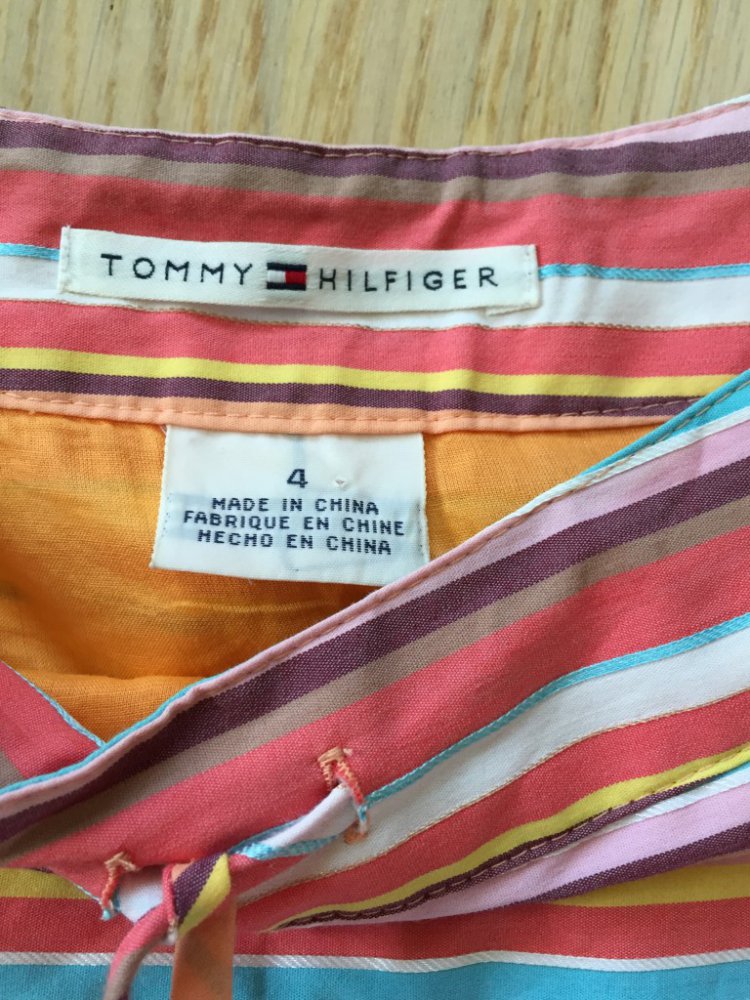 TOMMY HILFIGER
4
MADE IN CHINA
FABRIQUE EN CHINE
HECHO EN CHINA